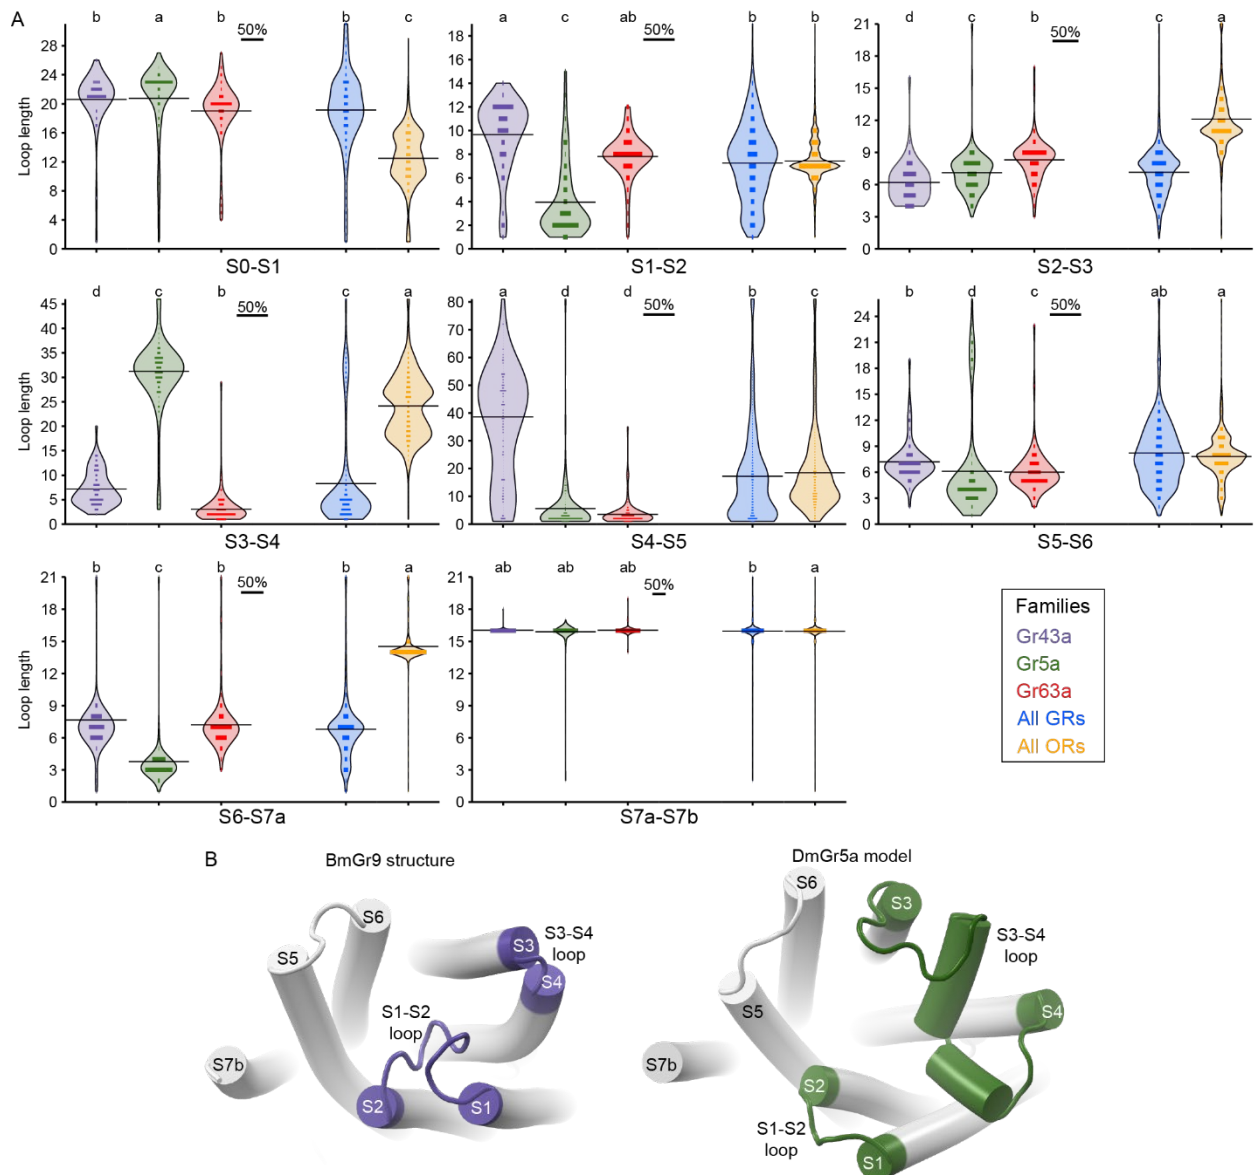 A
b a b 50% b c
Loop length
28
24
20
16
12
8
4
0
S0-S1
a c ab 50% b b
18
16
14
12
10
8
6
4
2
0
S1-S2
d c b 50% c a
21
18
15
12
9
6
3
0
S2-S3
d c b 50% c a
Loop length
45
40
35
30
25
20
15
10
5
0
S3-S4
a d d 50% b c
80
70
60
50
40
30
20
10
0
S4-S5
b d c 50% ab a
24
21
18
15
12
9
6
3
0
S5-S6
b c b 50% b a
Loop length
21
18
15
12
9
6
3
0
S6-S7a
ab ab ab 50% b a
21
18
15
12
9
6
3
0
S7a-S7b
Families
Gr43a
Gr5a
Gr63a
All GRs
All ORs
B
BmGr9 structure
S6
S5
S3
S3-S4
loop
S4
S1-S2
loop
S7b
S2
S1
DmGr5a model
S6
S3
S3-S4
loop
S5
S4
S7b
S2
S1-S2
loop
S1